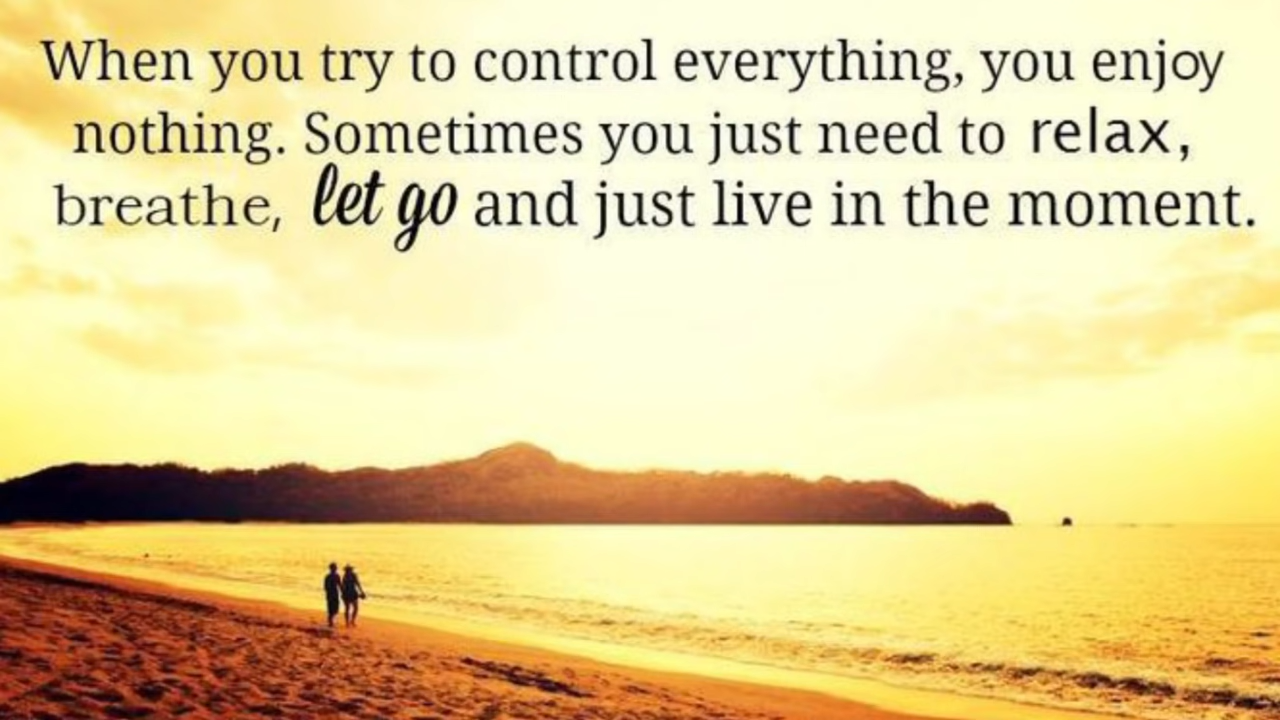 When you try to control everything, you enjoy
nothing. Sometimes you just need to relax,
breathe, let go and just live in the moment.